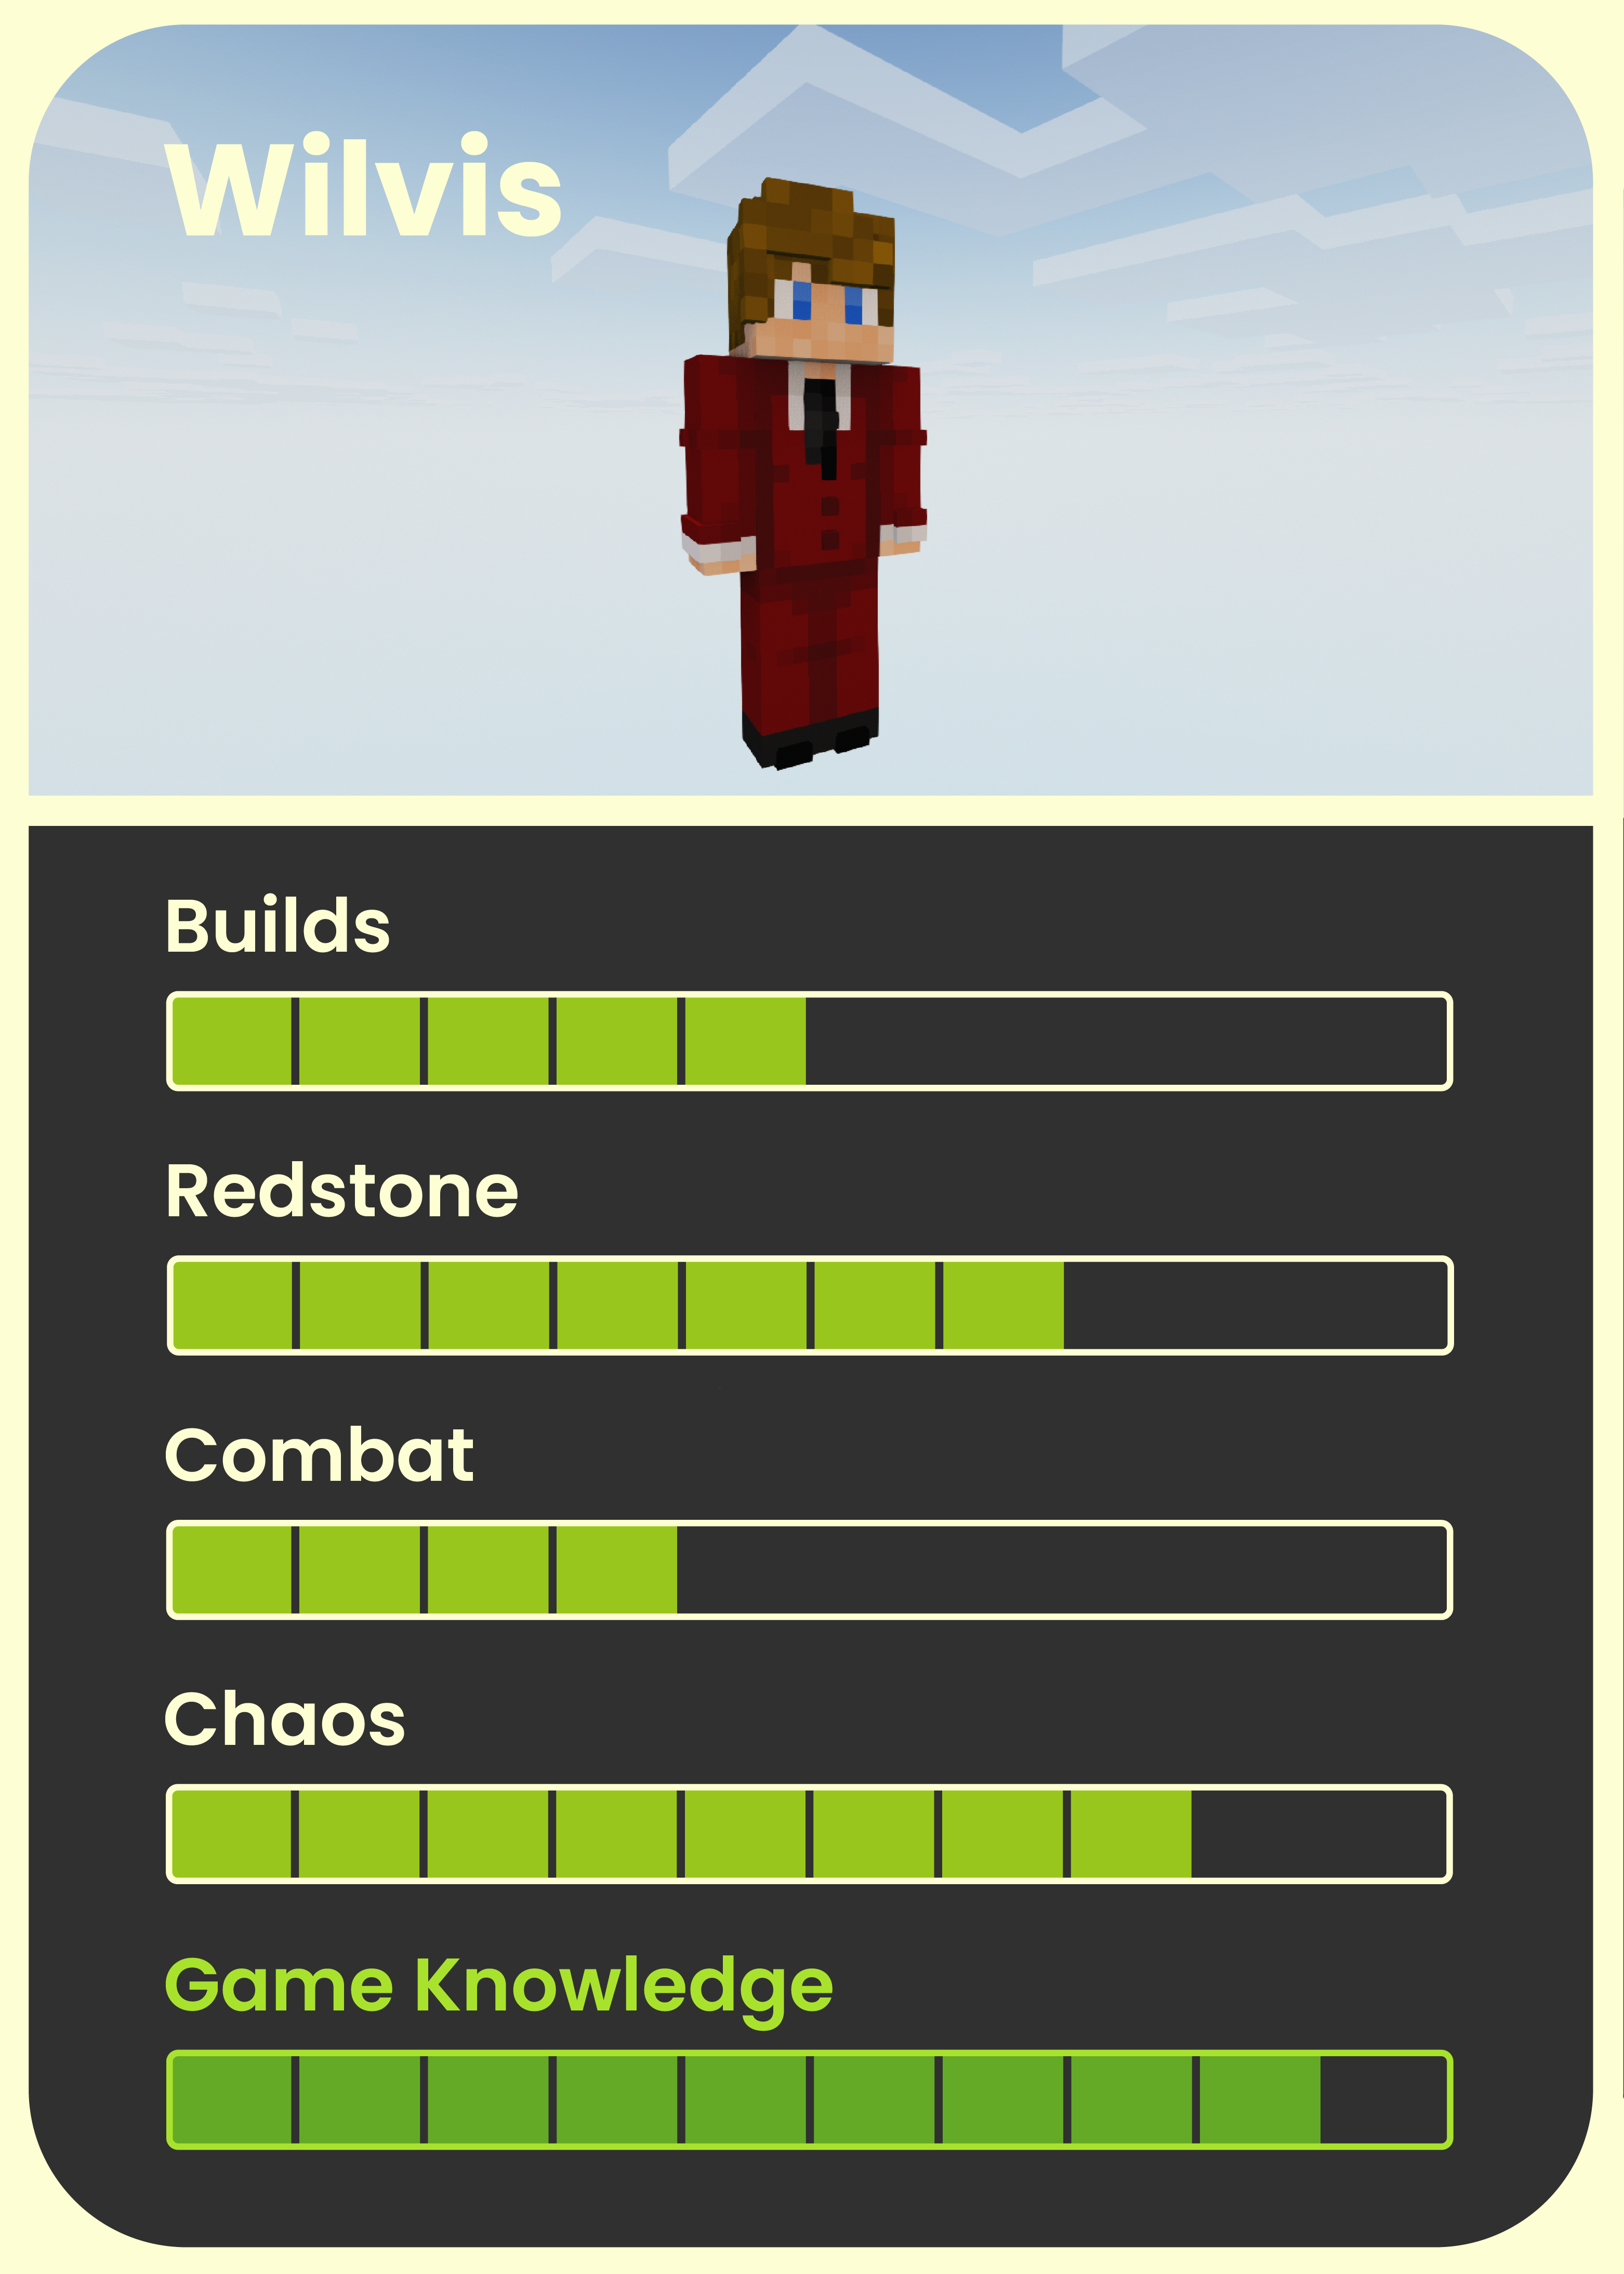 Wilvis
Builds
Redstone
Combat
Chaos
Game Knowledge